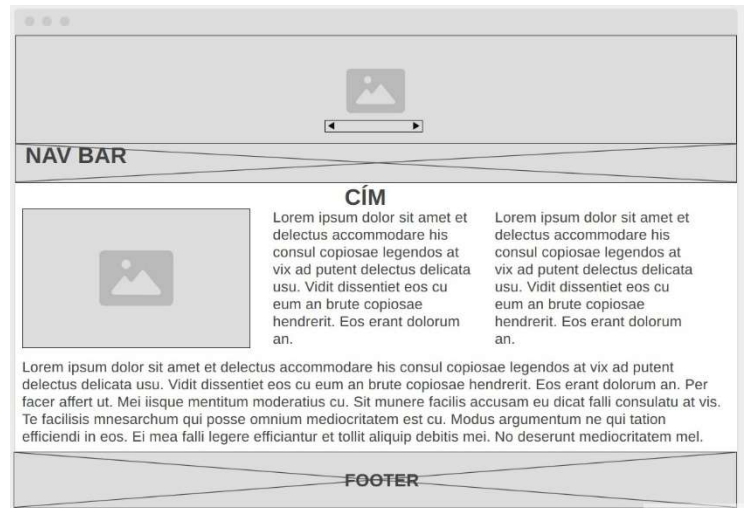 NAV BAR
CÍM
Lorem ipsum dolor sit amet et
delectus accommodare his
consul copiosae legendos at
vix ad putent delectus delicata
usu. Vidit dissentiet eos cu
eum an brute copiosae
hendrerit. Eos erant dolorum
an.
Lorem ipsum dolor sit amet et
delectus accommodare his
consul copiosae legendos at
vix ad putent delectus delicata
usu. Vidit dissentiet eos cu
eum an brute copiosae
hendrerit. Eos erant dolorum
an.
Lorem ipsum dolor sit amet et delectus accommodare his consul copiosae legendos at vix ad putent
delectus delicata usu. Vidit dissentiet eos cu eum an brute copiosae hendrerit. Eos erant dolorum an. Per
facer affert ut. Mei iisque mentitum moderatius cu. Sit munere facilis accusam eu dicat falli consulatu at vis.
Te facilisis mnesarchum qui posse omnium mediocritatem est cu. Modus argumentum ne qui tation
efficiendi in eos. Ei mea falli legere efficiantur et tollit aliquip debitis mei. No deserunt mediocritatem mel.
FOOTER